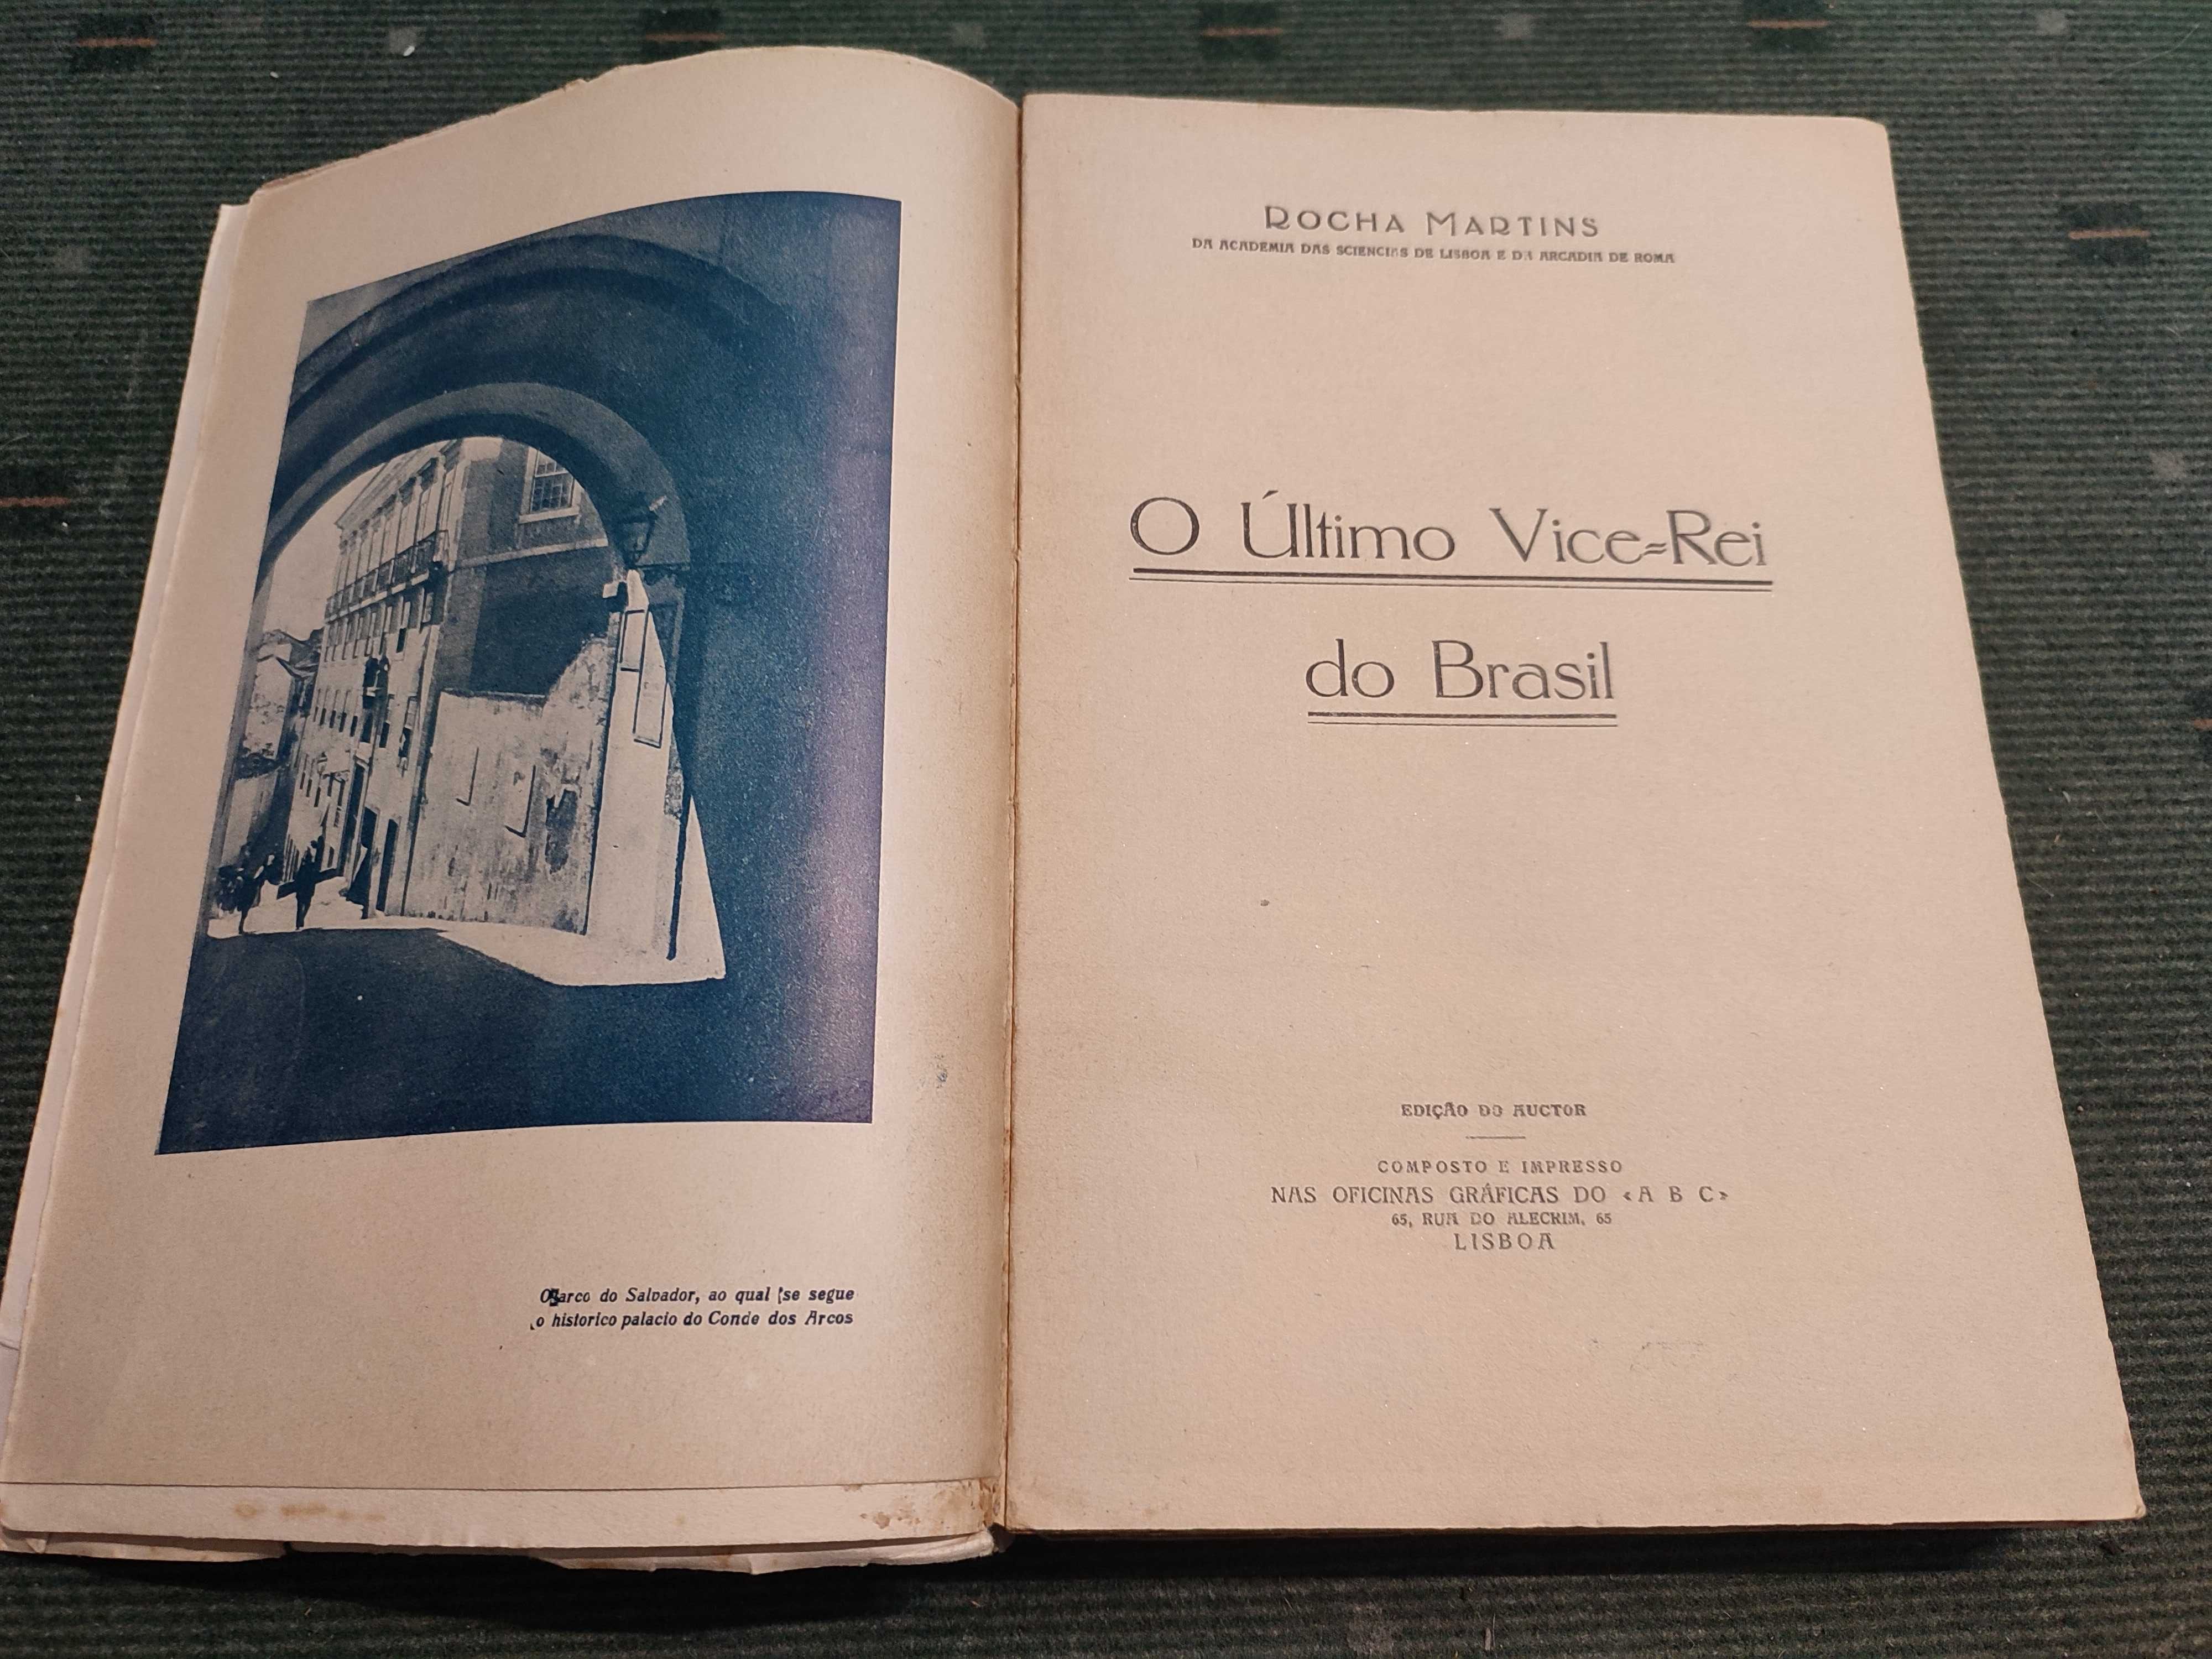 O arco do Salvador, ao qual se segue
o historico palacio do Conde dos Arcos
ROCHA MARTINS
DA ACADEMIA DAS SCIENCIAS DE LISBOA E DA ARCADIA DE ROMA
O Último Vice-Rei
do Brasil
EDIÇÃO DO AUCTOR
COMPOSTO E IMPRESSO
NAS OFICINAS GRÁFICAS DO «A B C»
65, RUA DO ALECRIM, 65
LISBOA